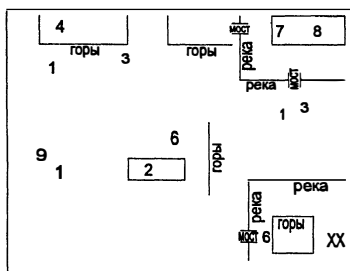 4
мост
7 8
горы
3
горы
река
1
мост
река
1 3
6
горы
9
1
2
река
река
горы
мост
6
XX